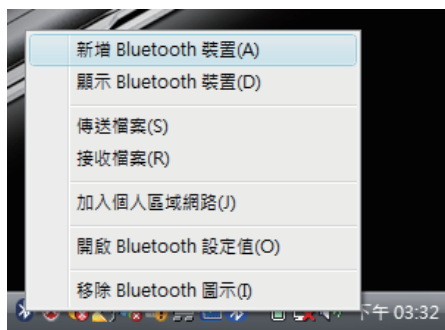 新增 Bluetooth 裝置(A)
顯示 Bluetooth 裝置(D)
傳送檔案(S)
接收檔案(R)
加入個人區域網路(J)
開啟 Bluetooth 設定值(O)
移除 Bluetooth 圖示(I)
下午 03:32